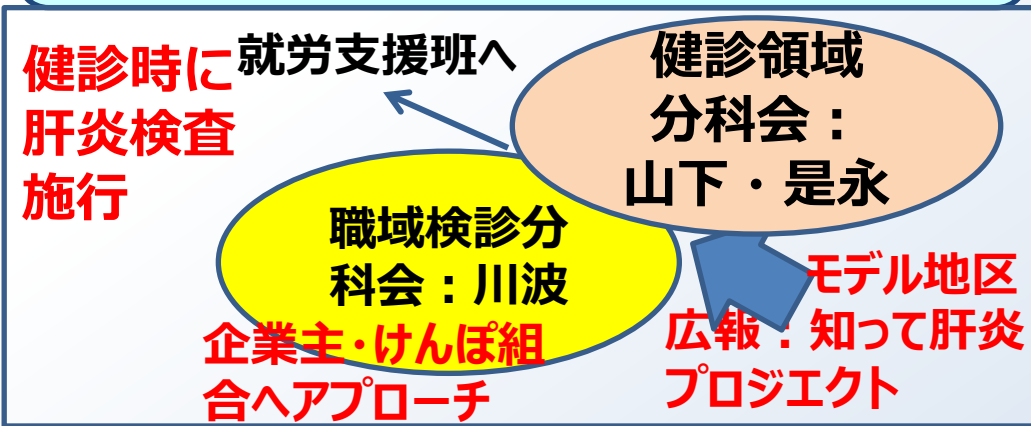 健診時に
肝炎検査
施行
就労支援班へ
健診領域
分科会：
山下・是永
職域検診分
科会：川波
企業主・けんぽ組
合へアプローチ
モデル地区
広報：知って肝炎
プロジェクト